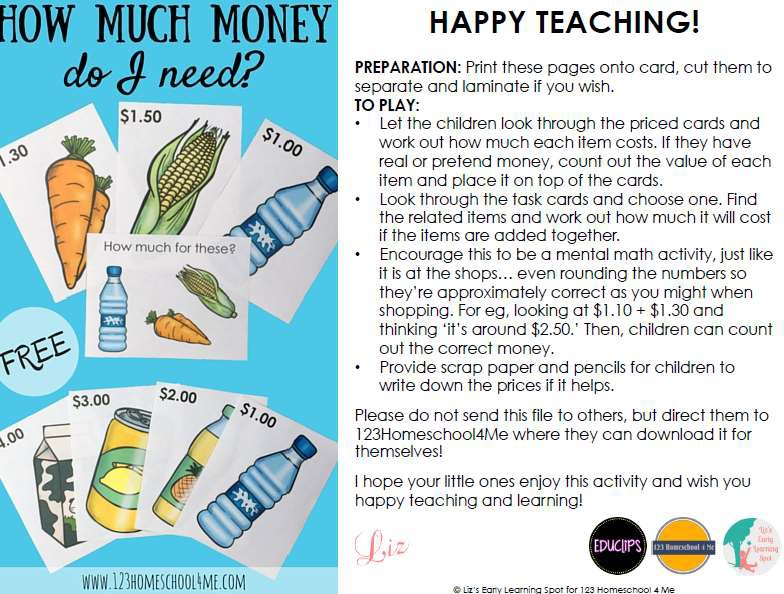 HOW MUCH MONEY
do I need?
$1.50
.30
$1.00
How much for these?
FREE
$3.00
$2.00
$1.00
.00
WWW.123HOMESCHOOL4ME.COM
HAPPY TEACHING!
PREPARATION: Print these pages onto card, cut them to
separate and laminate if you wish.
TO PLAY:
• Let the children look through the priced cards and
work out how much each item costs. If they have
real or pretend money, count out the value of each
item and place it on top of the cards.
• Look through the task cards and choose one. Find
the related items and work out how much it will cost
if the items are added together.
• Encourage this to be a mental math activity, just like
it is at the shops… even rounding the numbers so
they’re approximately correct as you might when
shopping. For eg, looking at $1.10 + $1.30 and
thinking ‘it’s around $2.50.’ Then, children can count
out the correct money.
• Provide scrap paper and pencils for children to
write down the prices if it helps.
Please do not send this file to others, but direct them to
123Homeschool4Me where they can download it for
themselves!
I hope your little ones enjoy this activity and wish you
happy teaching and learning!
Liz
EDUCLIPS
123 Homeschool 4 Me
Liz's
Early
Learning
Spot
© Liz’s Early Learning Spot for 123 Homeschool 4 Me